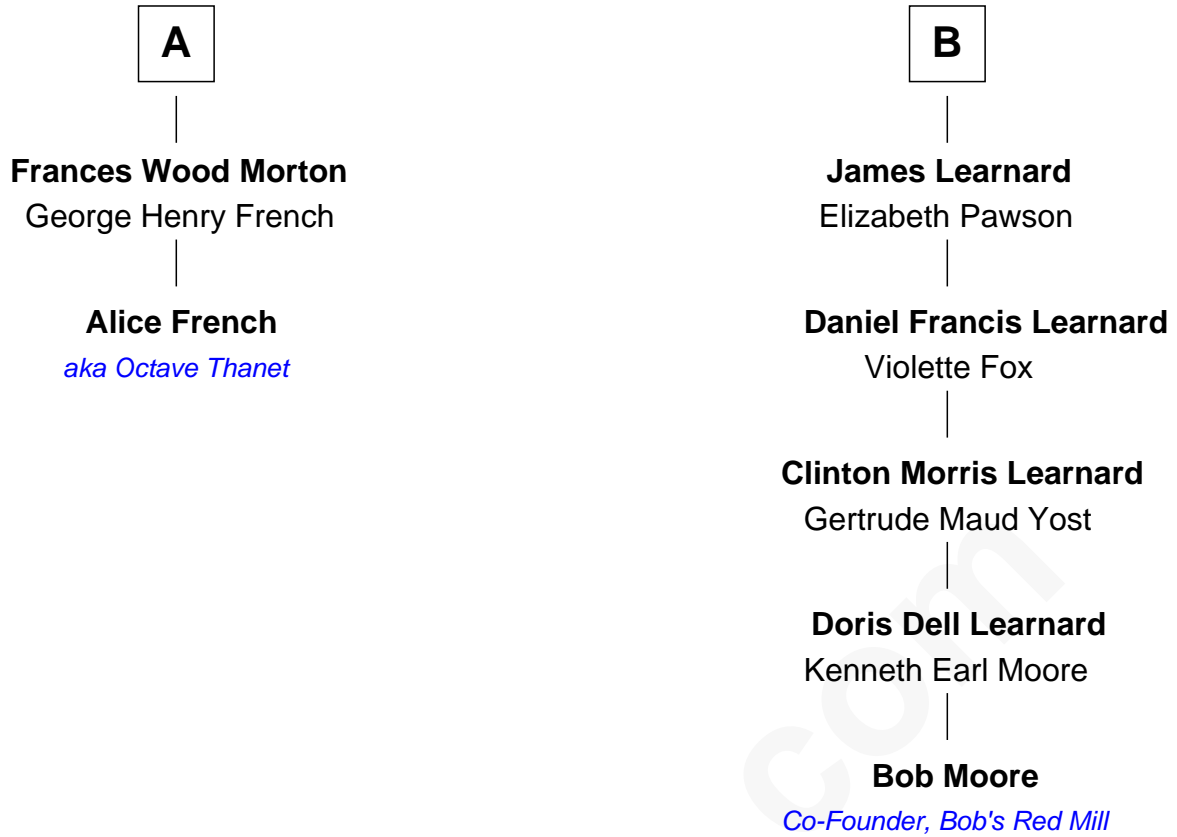 A
Frances Wood Morton
George Henry French
Alice French
aka Octave Thanet
B
James Learnard
Elizabeth Pawson
Daniel Francis Learnard
Violette Fox
Clinton Morris Learnard
Gertrude Maud Yost
Doris Dell Learnard
Kenneth Earl Moore
Bob Moore
Co-Founder, Bob's Red Mill
com